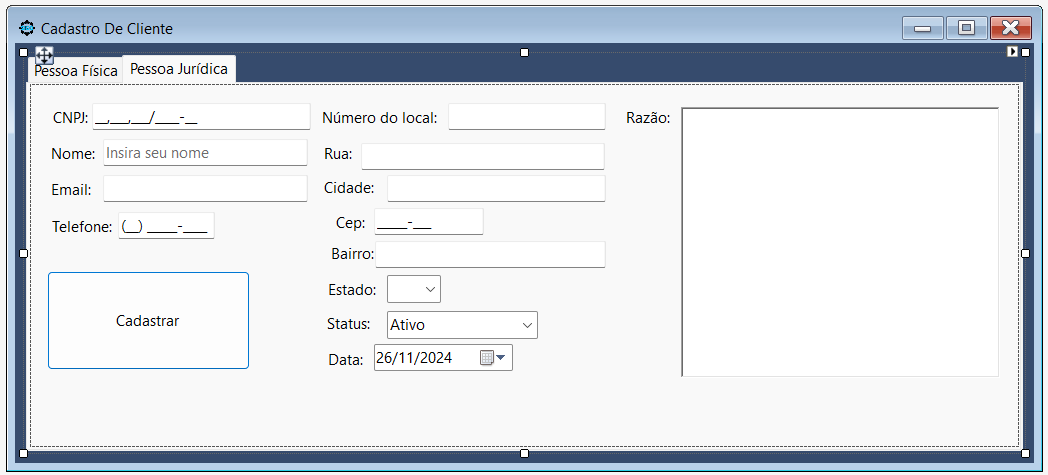 Cadastro De Cliente
Pessoa Física Pessoa Jurídica
CNPJ: __,___,__/____-__ Número do local: Razão:
Nome: Insira seu nome Rua:
Email: Cidade:
Telefone: (__) _____-____ Cep: _____-___
Bairro:
Estado:
Cadastrar Status: Ativo
Data: 26/11/2024